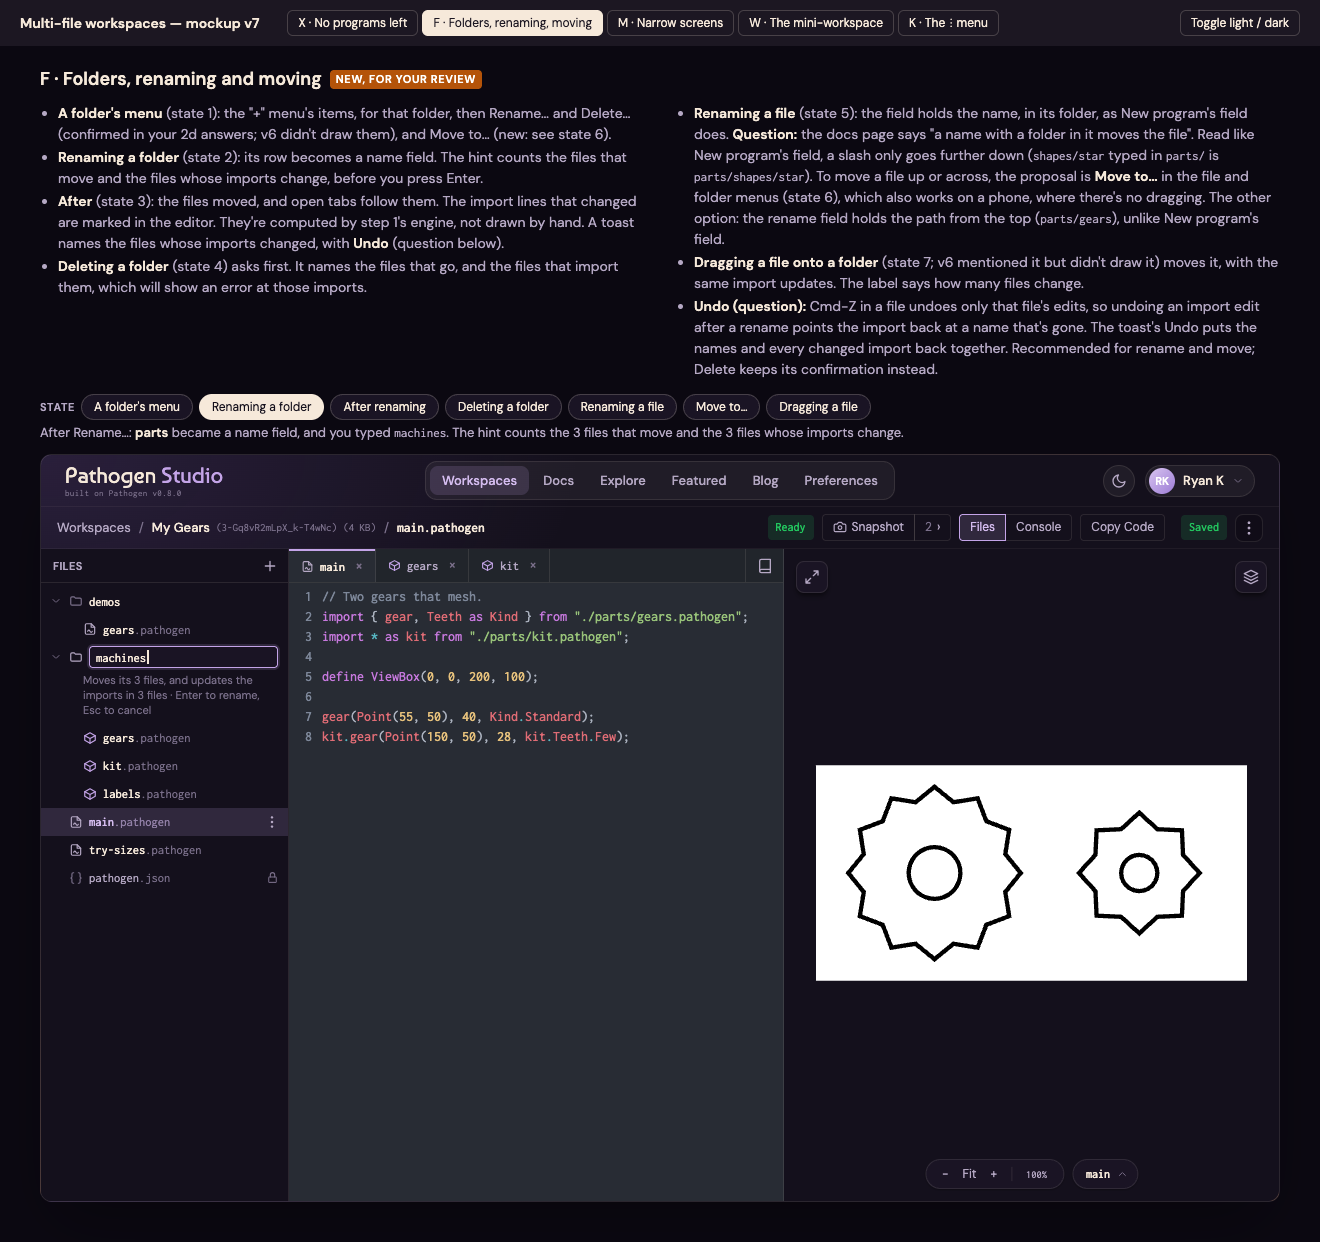 Multi-file workspaces — mockup v7
X · No programs left
F · Folders, renaming, moving
M · Narrow screens
W · The mini-workspace
K · The ⋮ menu
Toggle light / dark
F · Folders, renaming and moving
NEW, FOR YOUR REVIEW
• A folder's menu (state 1): the "+" menu's items, for that folder, then Rename… and Delete…
(confirmed in your 2d answers; v6 didn't draw them), and Move to… (new: see state 6).
• Renaming a folder (state 2): its row becomes a name field. The hint counts the files that
move and the files whose imports change, before you press Enter.
• After (state 3): the files moved, and open tabs follow them. The import lines that changed
are marked in the editor. They're computed by step 1's engine, not drawn by hand. A toast
names the files whose imports changed, with Undo (question below).
• Deleting a folder (state 4) asks first. It names the files that go, and the files that import
them, which will show an error at those imports.
• Renaming a file (state 5): the field holds the name, in its folder, as New program's field
does. Question: the docs page says "a name with a folder in it moves the file". Read like
New program's field, a slash only goes further down (shapes/star typed in parts/ is
parts/shapes/star). To move a file up or across, the proposal is Move to… in the file and
folder menus (state 6), which also works on a phone, where there's no dragging. The other
option: the rename field holds the path from the top (parts/gears), unlike New program's
field.
• Dragging a file onto a folder (state 7; v6 mentioned it but didn't draw it) moves it, with the
same import updates. The label says how many files change.
• Undo (question): Cmd-Z in a file undoes only that file's edits, so undoing an import edit
after a rename points the import back at a name that's gone. The toast's Undo puts the
names and every changed import back together. Recommended for rename and move;
Delete keeps its confirmation instead.
STATE
A folder's menu
Renaming a folder
After renaming
Deleting a folder
Renaming a file
Move to…
Dragging a file
After Rename…: parts became a name field, and you typed machines. The hint counts the 3 files that move and the 3 files whose imports change.
Pathogen Studio
built on Pathogen v0.8.0
Workspaces
Docs
Explore
Featured
Blog
Preferences
RK
Ryan K
Workspaces / My Gears (3-Gq8vR2mLpX_k-T4wNc) (4 KB) / main.pathogen
Ready
Snapshot
2 ›
Files
Console
Copy Code
Saved
FILES
+
demos
gears.pathogen
machines
Moves its 3 files, and updates the
imports in 3 files · Enter to rename,
Esc to cancel
gears.pathogen
kit.pathogen
labels.pathogen
main.pathogen
try-sizes.pathogen
{} pathogen.json
main ×
gears ×
kit ×
1 // Two gears that mesh.
2 import { gear, Teeth as Kind } from "./parts/gears.pathogen";
3 import * as kit from "./parts/kit.pathogen";
4
5 define ViewBox(0, 0, 200, 100);
6
7 gear(Point(55, 50), 40, Kind.Standard);
8 kit.gear(Point(150, 50), 28, kit.Teeth.Few);
− Fit + 100%
main